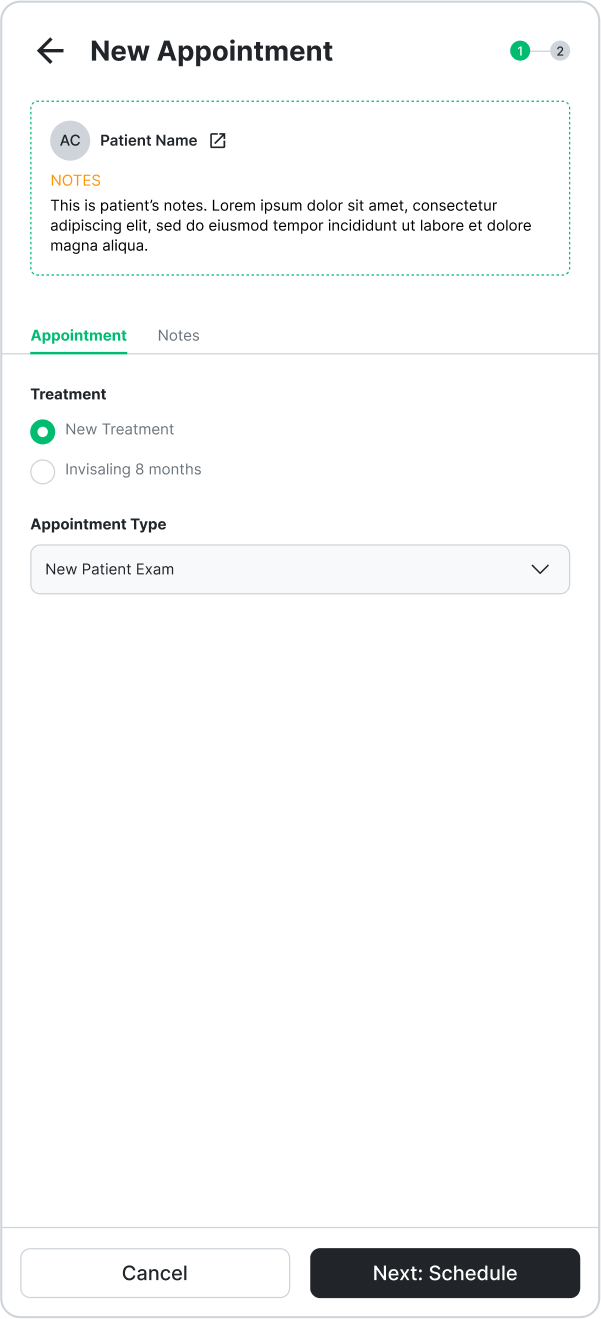 New Appointment
1
2
AC
Patient Name
NOTES
This is patient’s notes. Lorem ipsum dolor sit amet, consectetur
adipiscing elit, sed do eiusmod tempor incididunt ut labore et dolore
magna aliqua.
Appointment
Notes
Treatment
New Treatment
Invisaling 8 months
Appointment Type
New Patient Exam
Cancel
Next: Schedule